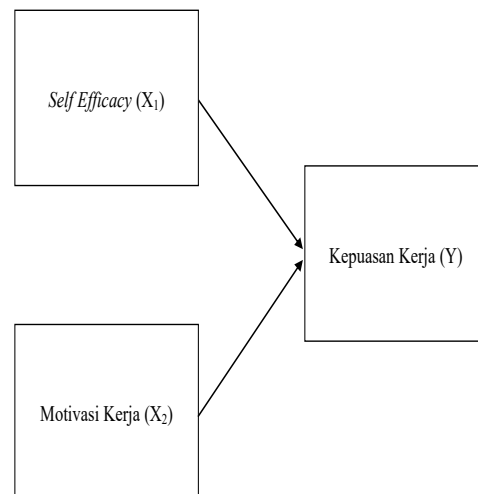 Self Efficacy (X₁)
Kepuasan Kerja (Y)
Motivasi Kerja (X₂)